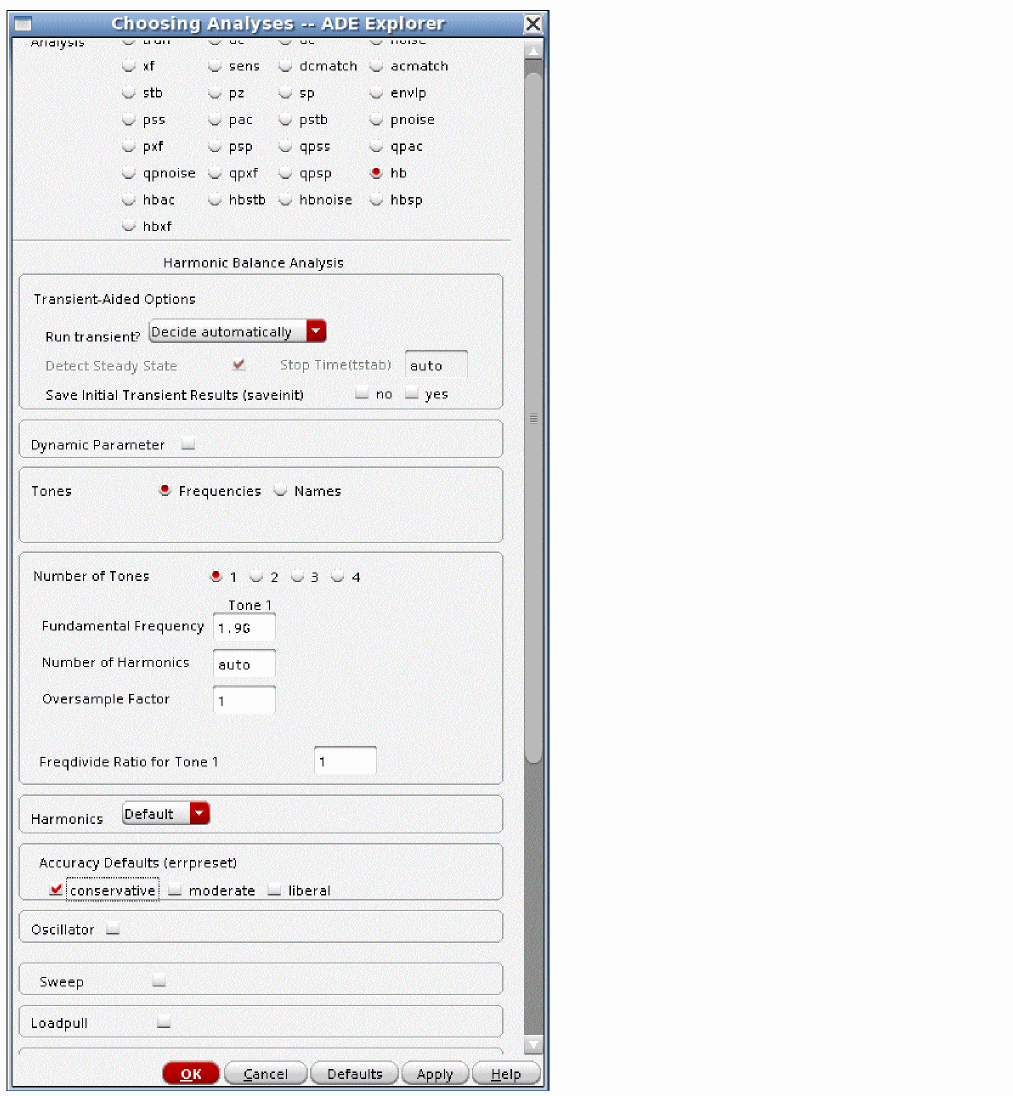 Choosing Analyses -- ADE Explorer
Analysis tran dc ac noise
xf sens dcmatch acmatch
stb pz sp envlp
pss pac pstb pnoise
pxf psp qpss qpac
qpnoise qpxf qpsp hb
hbac hbstb hbnoise hbsp
hbxf
Harmonic Balance Analysis
Transient-Aided Options
Run transient? Decide automatically
Detect Steady State Stop Time(tstab) auto
Save Initial Transient Results (saveinit) no yes
Dynamic Parameter
Tones Frequencies Names
Number of Tones 1 2 3 4
Tone 1
Fundamental Frequency 1.9G
Number of Harmonics auto
Oversample Factor 1
Freqdivide Ratio for Tone 1 1
Harmonics Default
Accuracy Defaults (errpreset)
conservative moderate liberal
Oscillator
Sweep
Loadpull
OK Cancel Defaults Apply Help